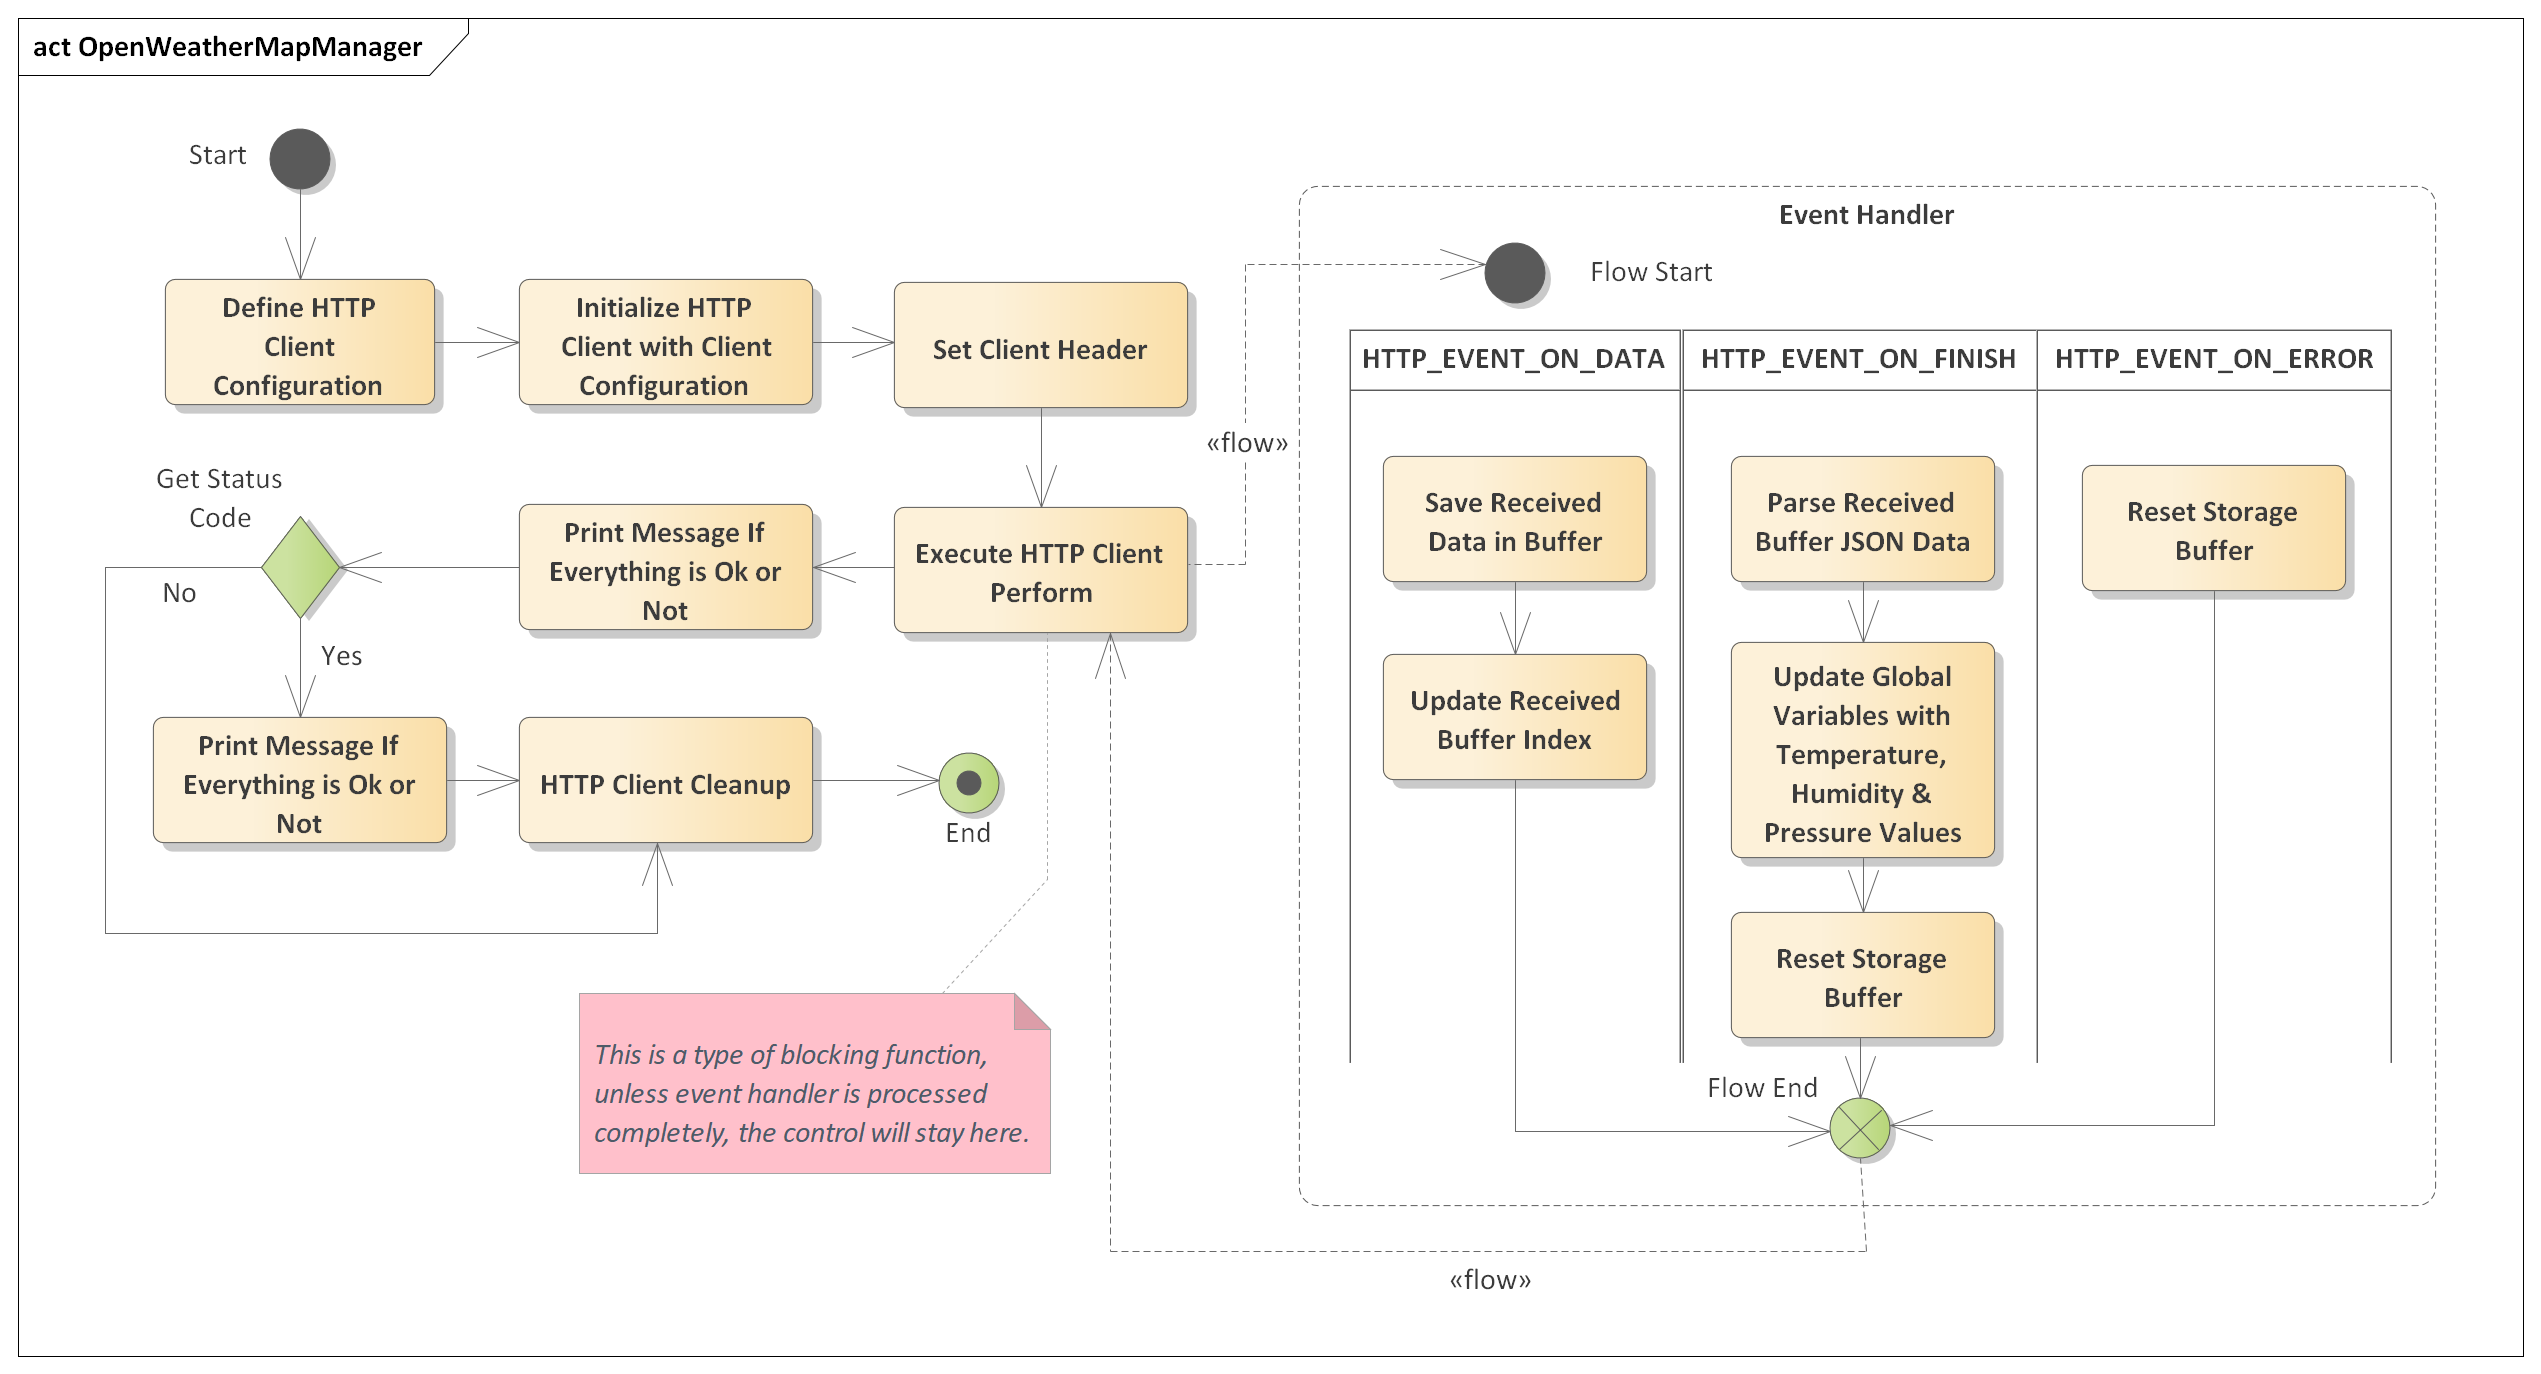 act OpenWeatherMapManager
Start
Define HTTP
Client
Configuration
Initialize HTTP
Client with Client
Configuration
Set Client Header
Get Status
Code
No
Yes
Print Message If
Everything is Ok or
Not
Execute HTTP Client
Perform
Print Message If
Everything is Ok or
Not
HTTP Client Cleanup
End
This is a type of blocking function,
unless event handler is processed
completely, the control will stay here.
«flow»
Event Handler
Flow Start
HTTP_EVENT_ON_DATA
HTTP_EVENT_ON_FINISH
HTTP_EVENT_ON_ERROR
Save Received
Data in Buffer
Update Received
Buffer Index
Parse Received
Buffer JSON Data
Update Global
Variables with
Temperature,
Humidity &
Pressure Values
Reset Storage
Buffer
Reset Storage
Buffer
Flow End
«flow»